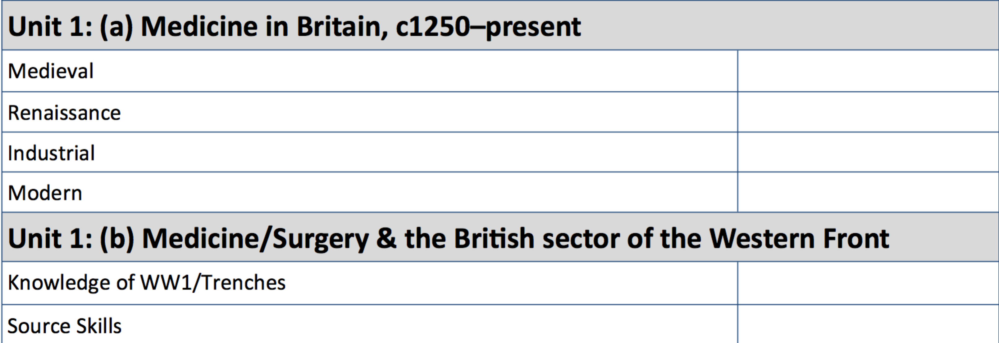 Unit 1: (a) Medicine in Britain, c1250–present
Medieval
Renaissance
Industrial
Modern
Unit 1: (b) Medicine/Surgery & the British sector of the Western Front
Knowledge of WW1/Trenches
Source Skills